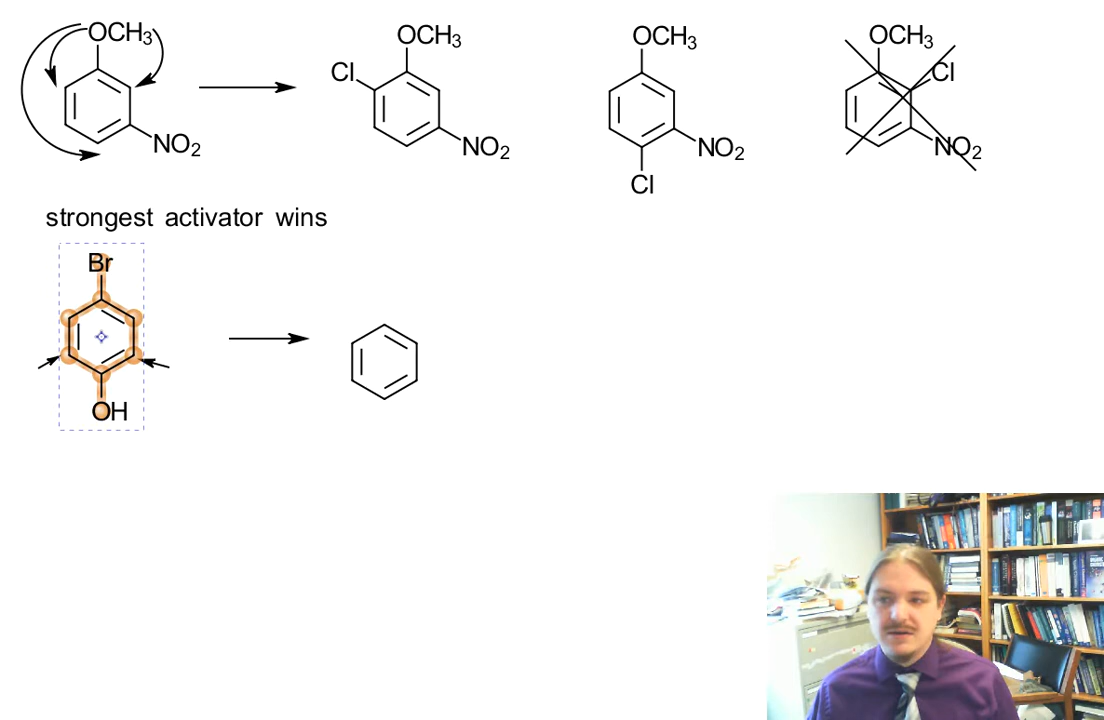 OCH3 OCH3 OCH3 OCH3
Cl Cl
NO2 NO2 NO2 NO2
Cl
strongest activator wins
Br
OH